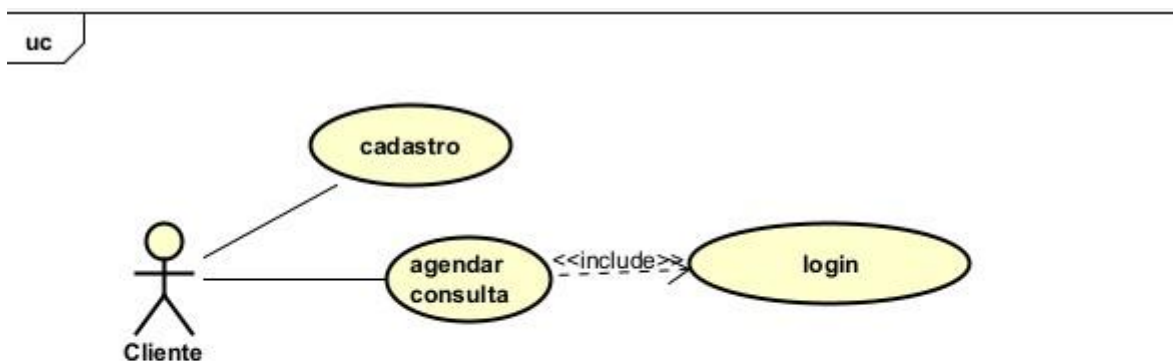 uc
cadastro
agendar
consulta
<<include>>
login
Cliente